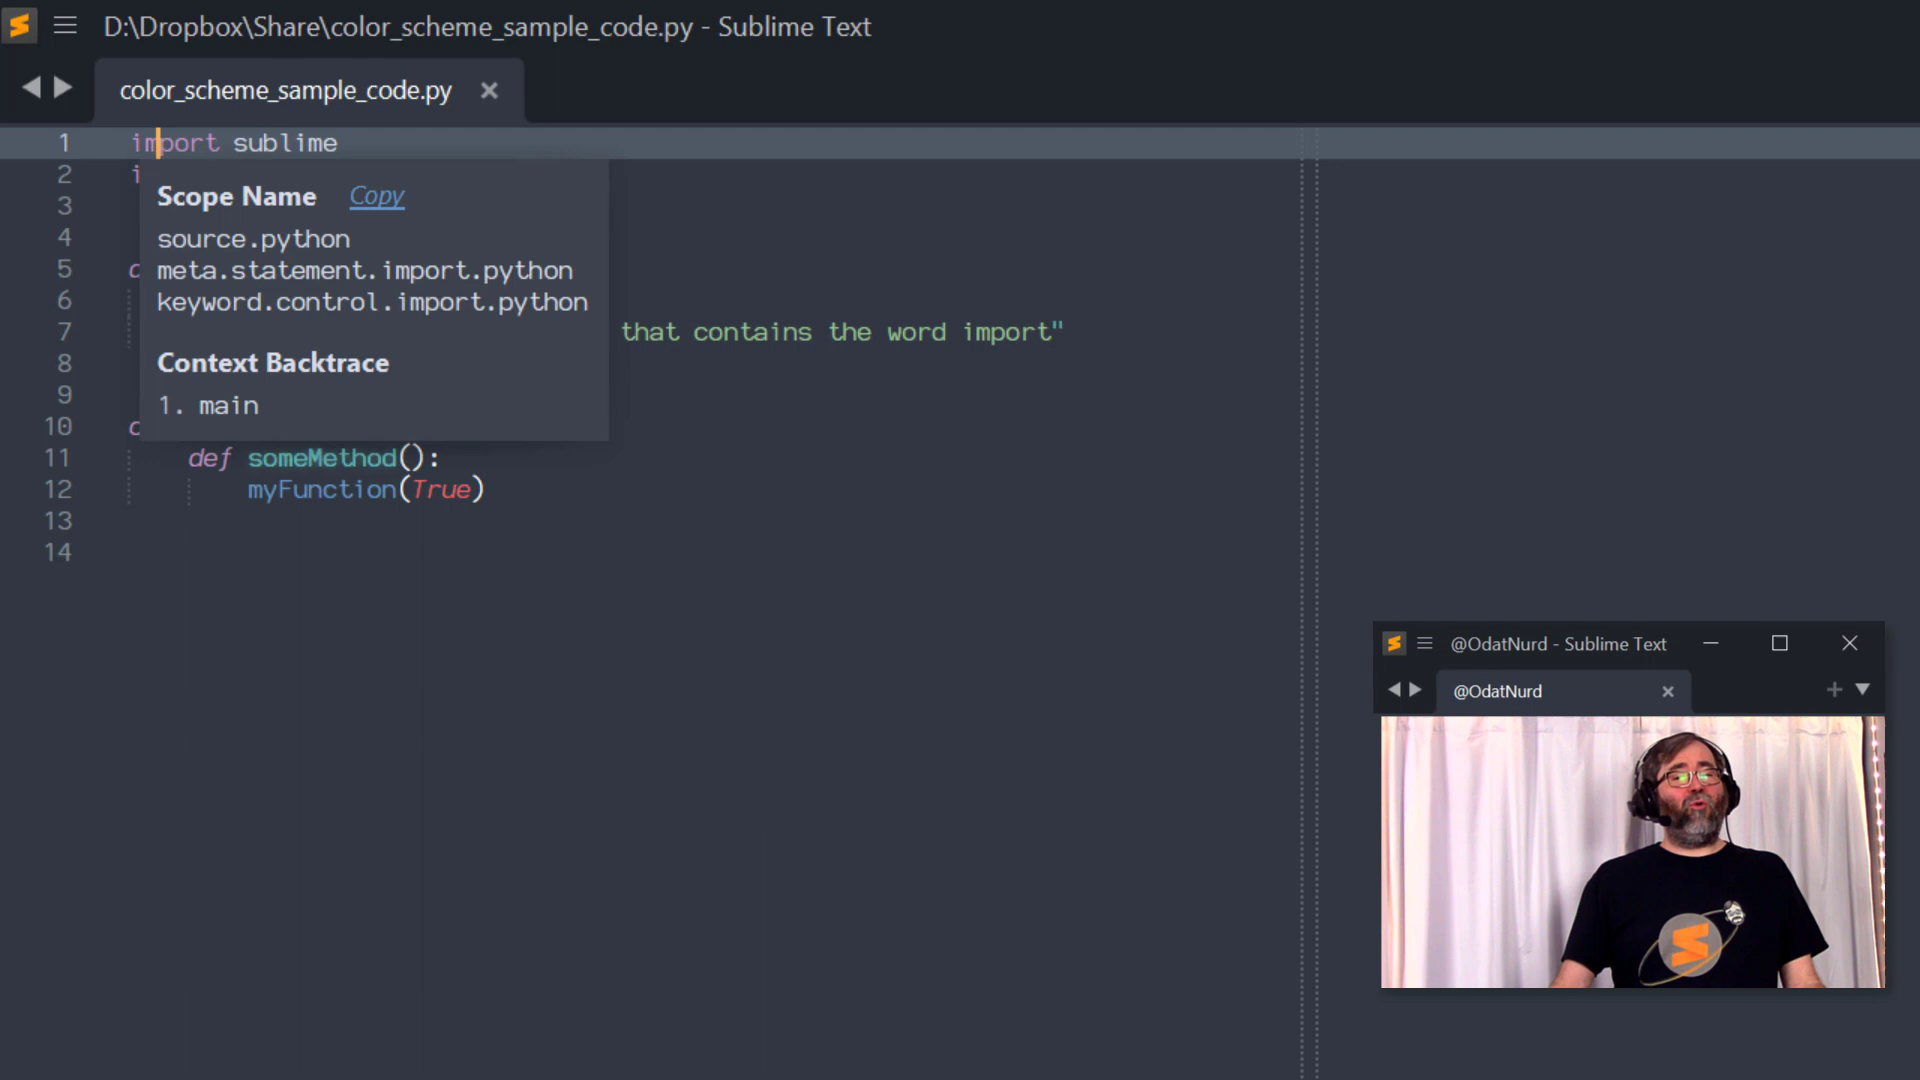 D:\Dropbox\Share\color_scheme_sample_code.py - Sublime Text
color_scheme_sample_code.py
1 import sublime
2 i
3
4
5 c
6
7 that contains the word import"
8
9
10 c
11 def someMethod():
12 myFunction(True)
13
14
Scope Name Copy
source.python
meta.statement.import.python
keyword.control.import.python
Context Backtrace
1. main
@OdatNurd - Sublime Text
@OdatNurd